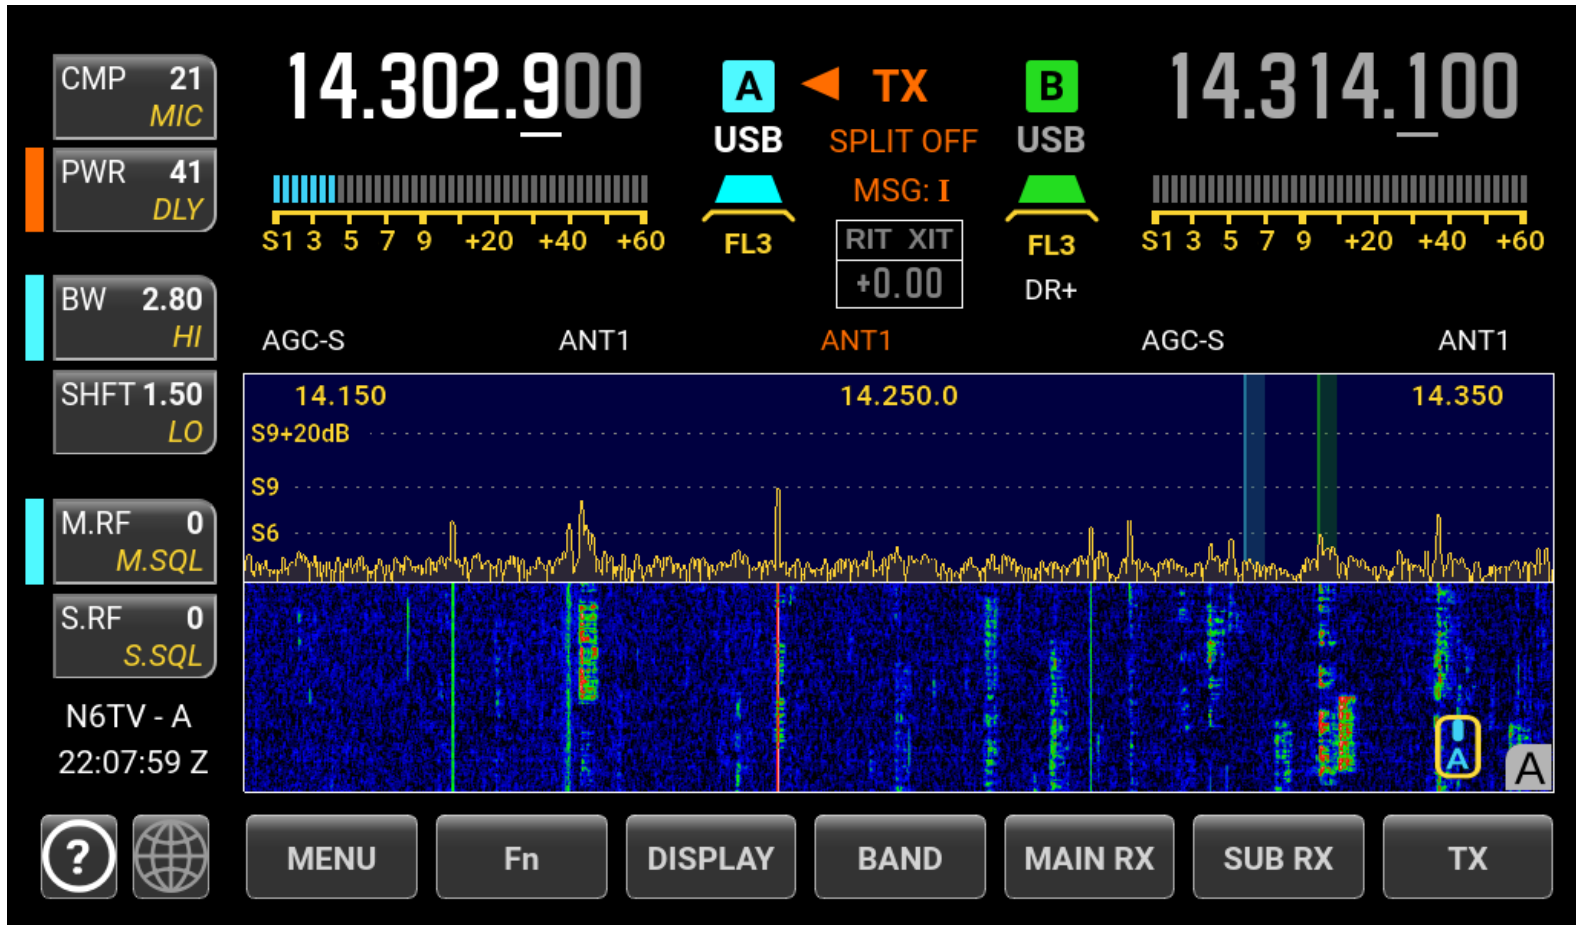 CMP 21
MIC
PWR 41
DLY
BW 2.80
HI
SHFT 1.50
LO
M.RF 0
M.SQL
S.RF 0
S.SQL
N6TV - A
22:07:59 Z
14.302.900
A
TX
B
14.314.100
USB
SPLIT OFF
USB
MSG: I
S1 3 5 7 9 +20 +40 +60
FL3
RIT XIT
+0.00
FL3
DR+
S1 3 5 7 9 +20 +40 +60
AGC-S
ANT1
ANT1
AGC-S
ANT1
14.150
14.250.0
14.350
S9+20dB
S9
S6
A
A
?
MENU
Fn
DISPLAY
BAND
MAIN RX
SUB RX
TX